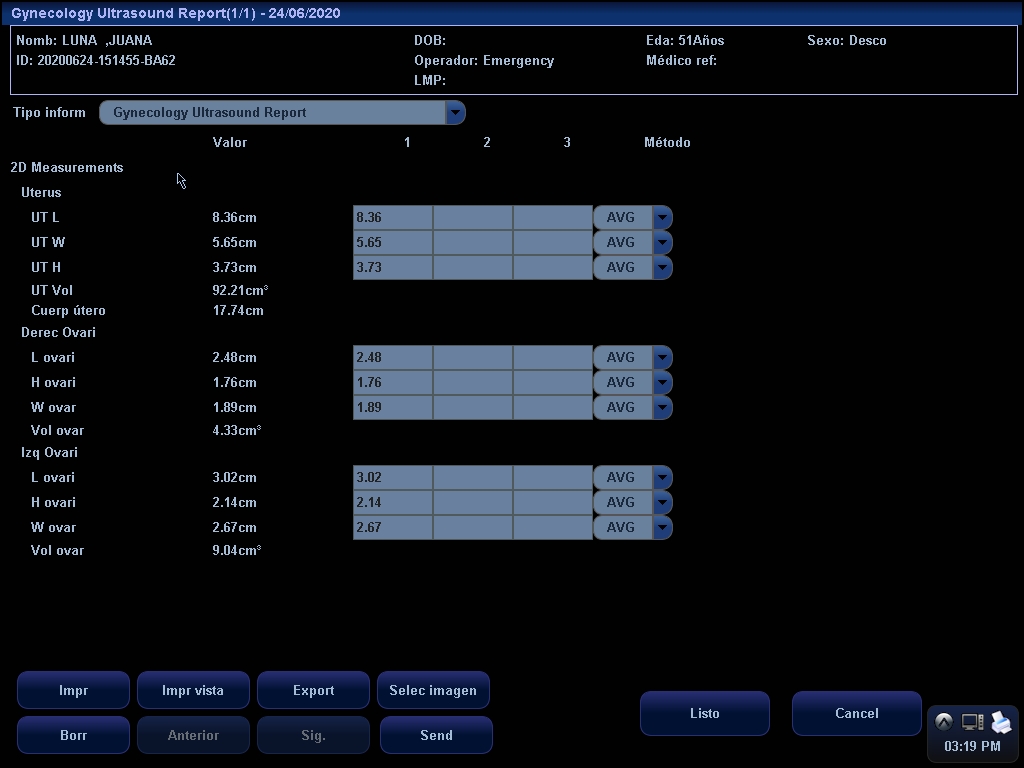 Gynecology Ultrasound Report(1/1) - 24/06/2020
Nomb: LUNA ,JUANA DOB: Eda: 51Años Sexo: Desco
ID: 20200624-151455-BA62 Operador: Emergency Médico ref:
LMP:
Tipo inform Gynecology Ultrasound Report
Valor 1 2 3 Método
2D Measurements
Uterus
UT L 8.36cm 8.36 AVG
UT W 5.65cm 5.65 AVG
UT H 3.73cm 3.73 AVG
UT Vol 92.21cm³
Cuerp útero 17.74cm
Derec Ovari
L ovari 2.48cm 2.48 AVG
H ovari 1.76cm 1.76 AVG
W ovar 1.89cm 1.89 AVG
Vol ovar 4.33cm³
Izq Ovari
L ovari 3.02cm 3.02 AVG
H ovari 2.14cm 2.14 AVG
W ovar 2.67cm 2.67 AVG
Vol ovar 9.04cm³
Impr Impr vista Export Selec imagen
Listo Cancel
Borr Anterior Sig. Send
03:19 PM